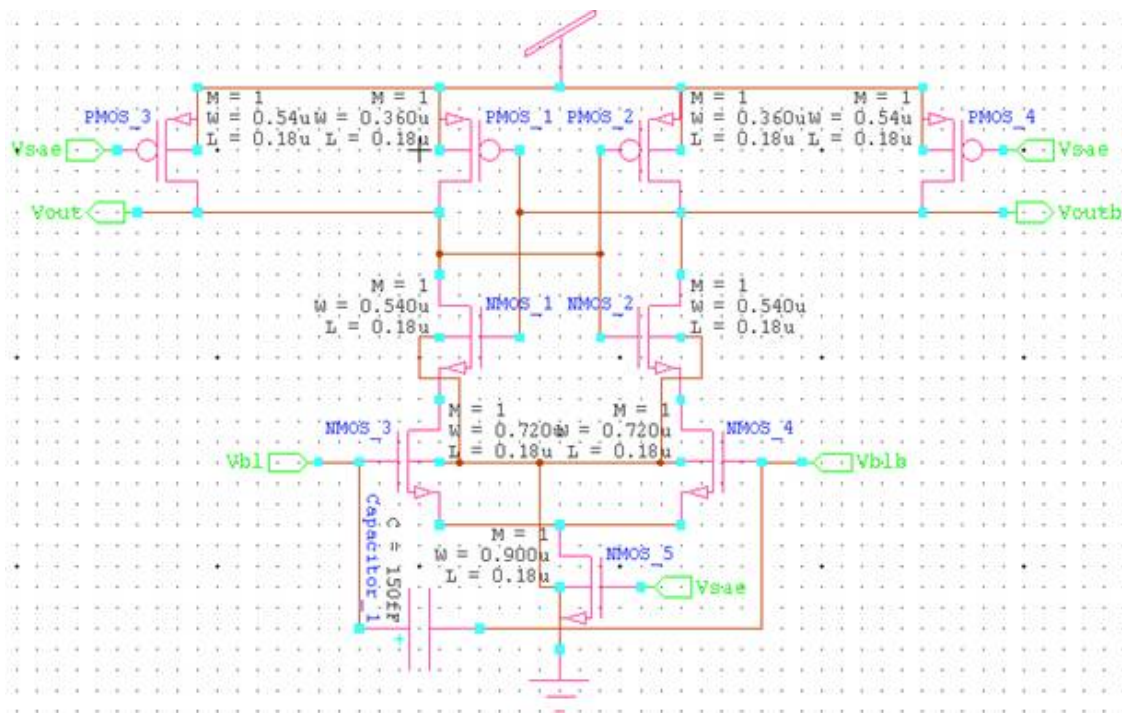 M = 1 M = 1 M = 1 M = 1
PMOS_3 W = 0.54u W = 0.360u PMOS_1 PMOS_2 W = 0.360u W = 0.54u PMOS_4
L = 0.18u L = 0.18u L = 0.18u L = 0.18u
Vsae Vsae
Vout Voutb
M = 1 M = 1
W = 0.540u NMOS_1 NMOS_2 W = 0.540u
L = 0.18u L = 0.18u
M = 1 M = 1
NMOS_3 W = 0.720u W = 0.720u NMOS_4
L = 0.18u L = 0.18u
Vbl Vblb
M = 1
W = 0.900u NMOS_5
L = 0.18u
Vsae
C = 150fF
Capacitor_1
+